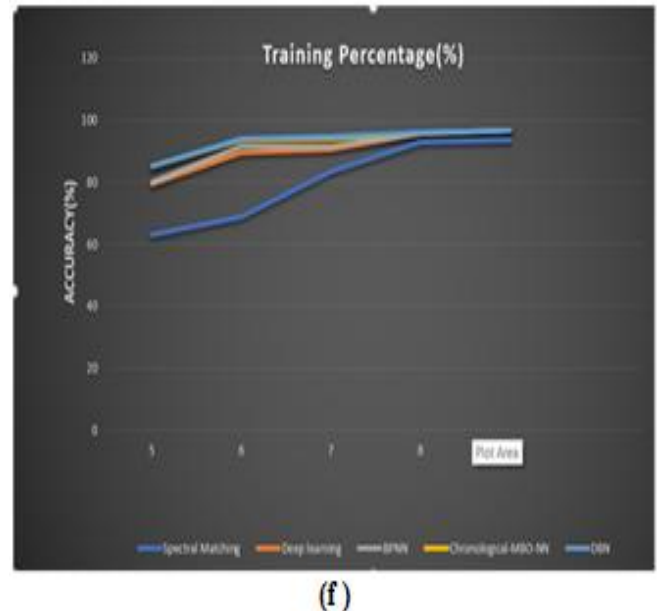 Training Percentage(%)
120
100
80
60
40
20
0
ACCURACY(%)
5 6 7 8 Plot Area
Spectral Matching Deep learning BPNN Chronological-MBO-NN DBN
(f)